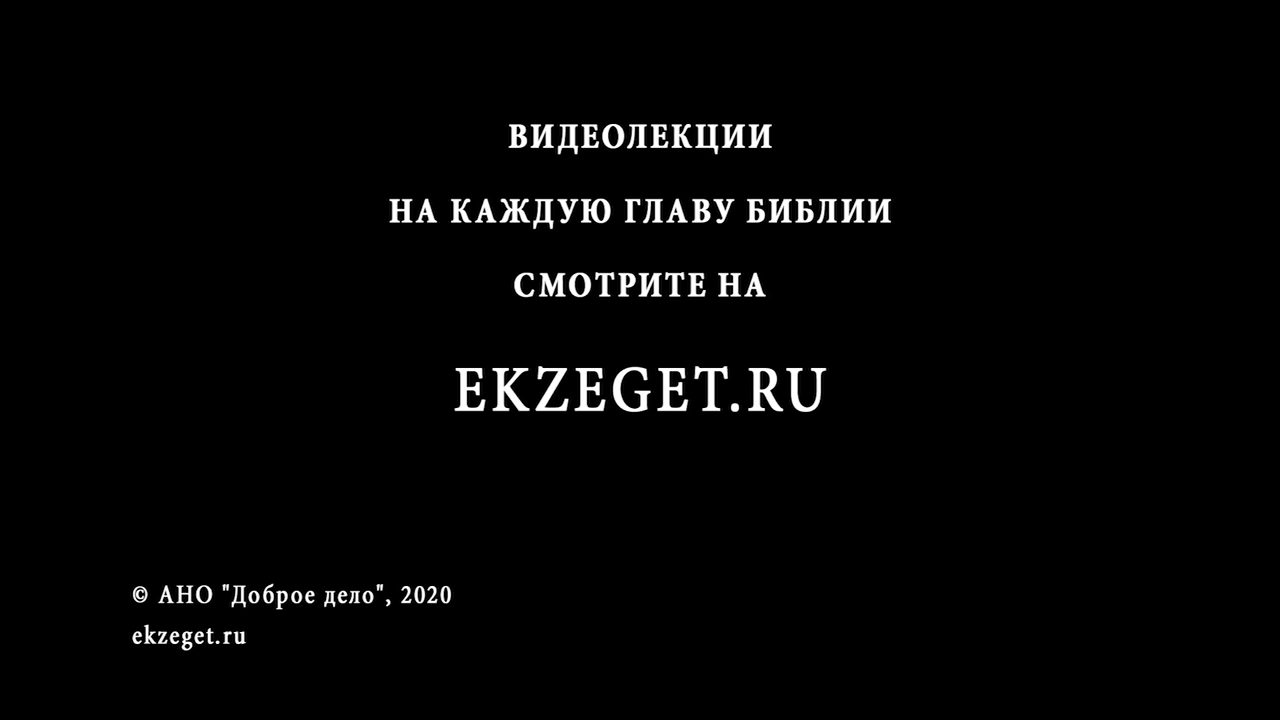 ВИДЕОЛЕКЦИИ
НА КАЖДУЮ ГЛАВУ БИБЛИИ
СМОТРИТЕ НА
EKZEGET.RU
© АНО "Доброе дело", 2020
ekzeget.ru